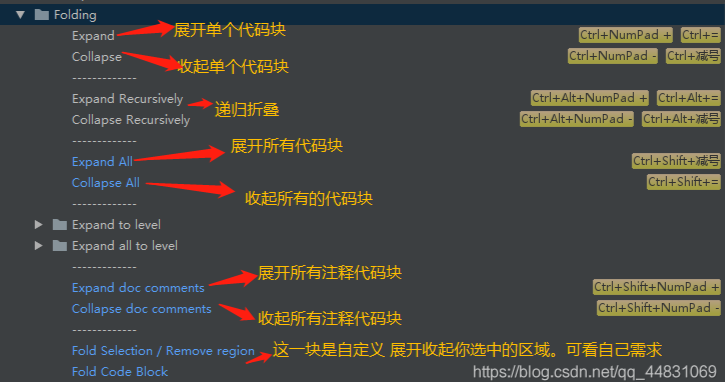 Folding
Expand 展开单个代码块 Ctrl+NumPad + Ctrl+=
Collapse 收起单个代码块 Ctrl+NumPad - Ctrl+减号
-------------
Expand Recursively 递归折叠 Ctrl+Alt+NumPad + Ctrl+Alt+=
Collapse Recursively Ctrl+Alt+NumPad - Ctrl+Alt+减号
-------------
展开所有代码块
Expand All Ctrl+Shift+减号
Collapse All 收起所有的代码块 Ctrl+Shift+=
-------------
Expand to level
Expand all to level
-------------
展开所有注释代码块
Expand doc comments Ctrl+Shift+NumPad +
Collapse doc comments 收起所有注释代码块 Ctrl+Shift+NumPad -
-------------
Fold Selection / Remove region 这一块是自定义 展开收起你选中的区域。可看自己需求
Fold Code Block https://blog.csdn.net/qq_44831069